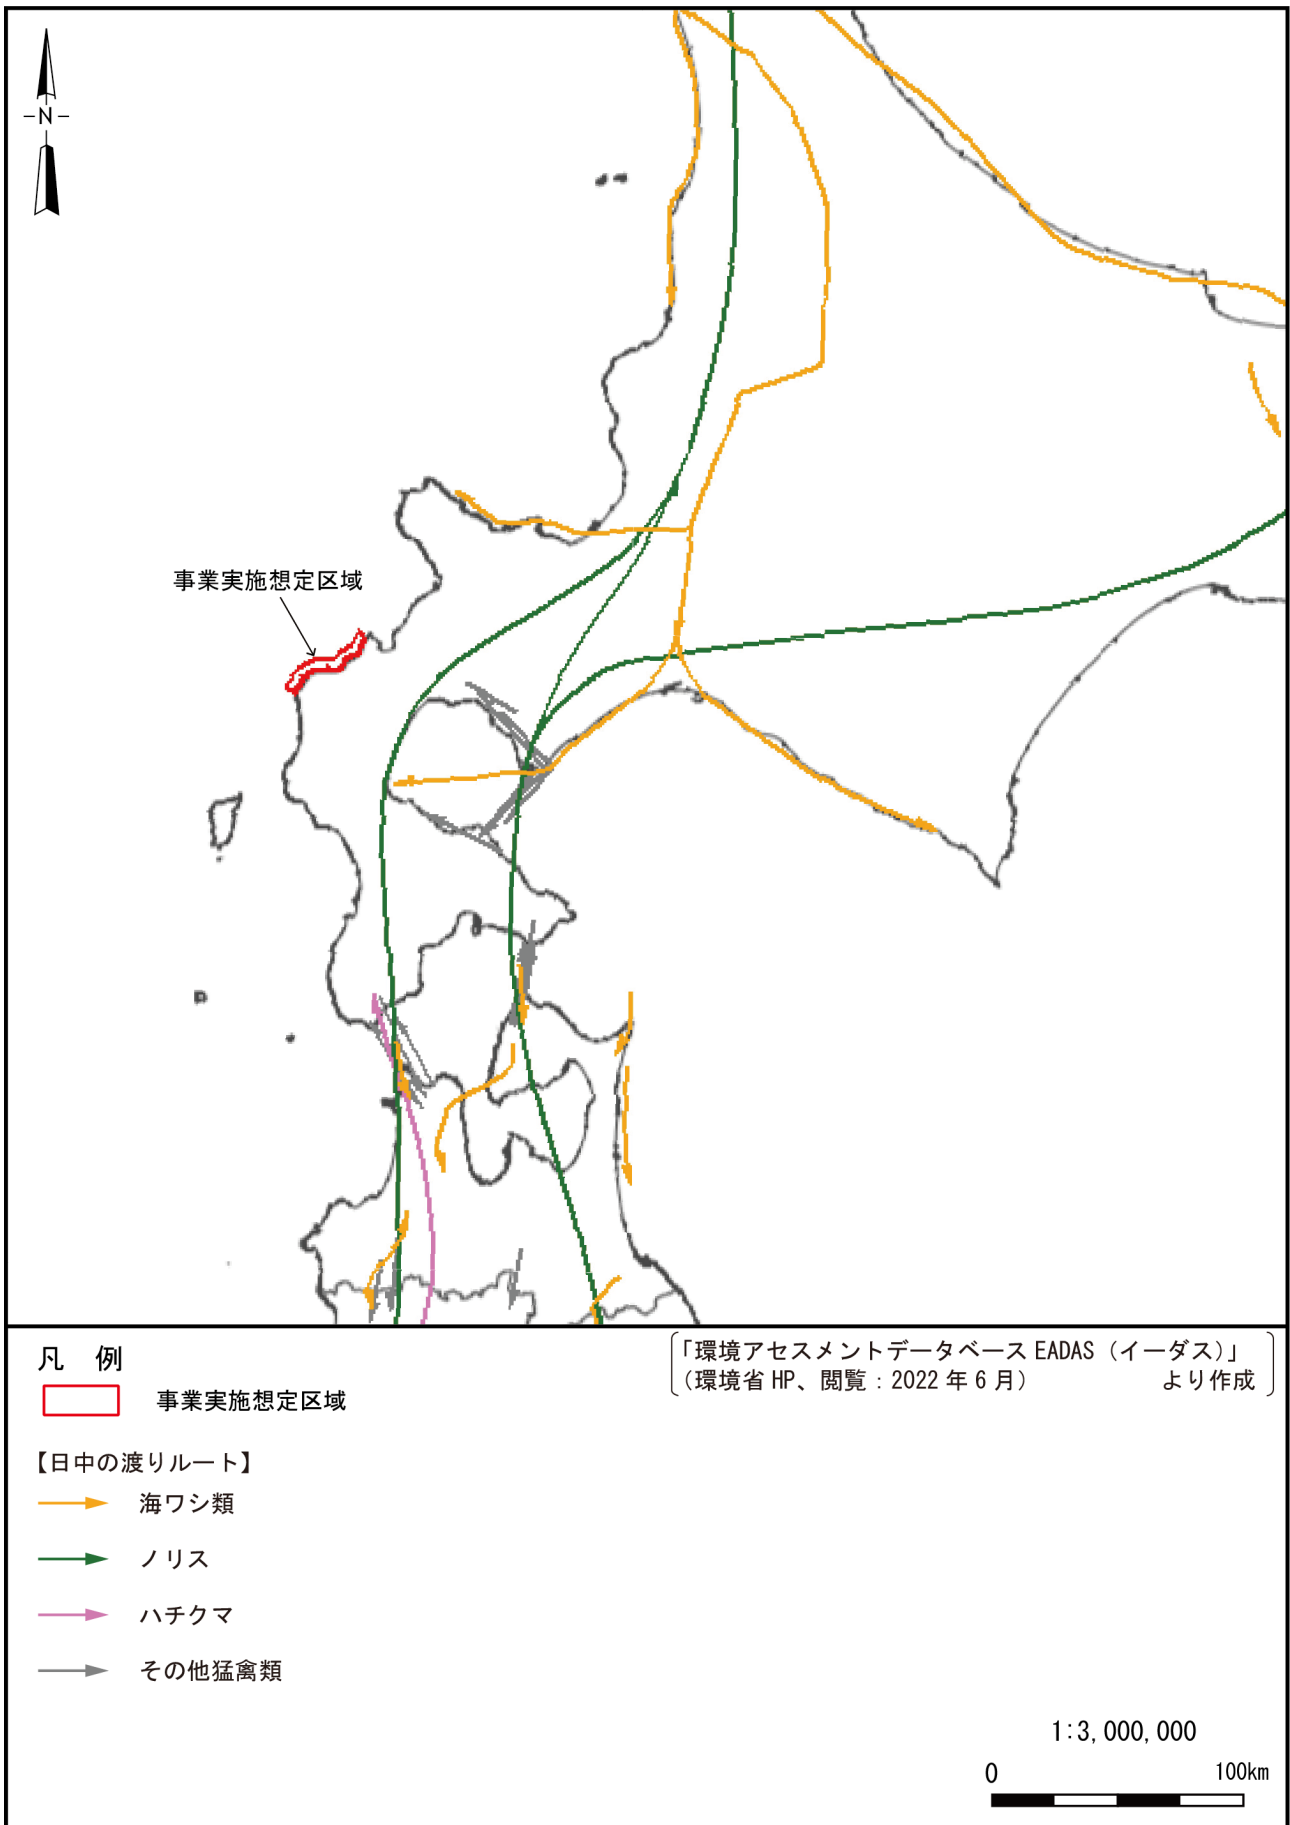 N
事業実施想定区域
凡 例
事業実施想定区域
「環境アセスメントデータベース EADAS（イーダス）」
（環境省 HP、閲覧：2022 年 6 月） より作成
【日中の渡りルート】
海ワシ類
ノリス
ハチクマ
その他猛禽類
1:3,000,000
0 100km